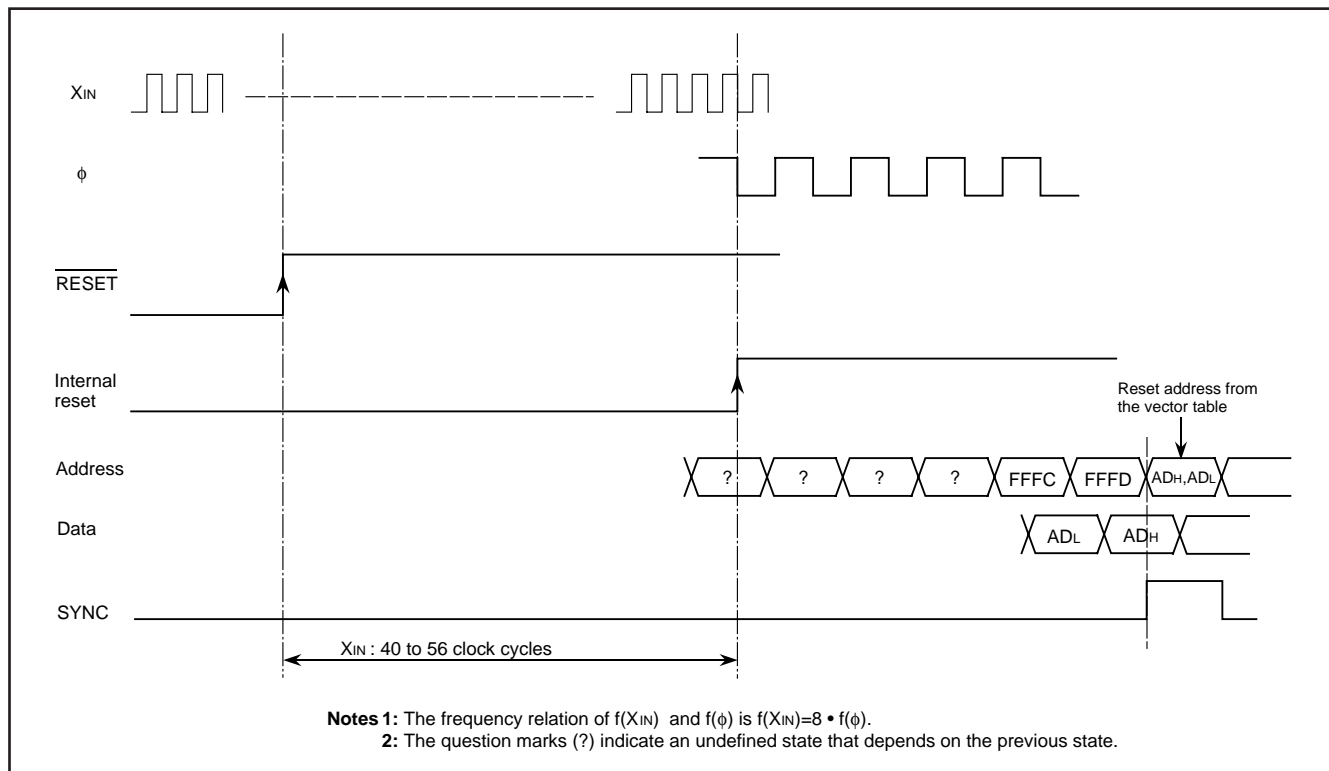 XIN
ϕ
RESET
Internal
reset
Reset address from
the vector table
Address
? ? ? ? FFFC FFFD ADH,ADL
Data
ADL ADH
SYNC
XIN : 40 to 56 clock cycles
Notes 1: The frequency relation of f(XIN) and f(ϕ) is f(XIN)=8 • f(ϕ).
2: The question marks (?) indicate an undefined state that depends on the previous state.